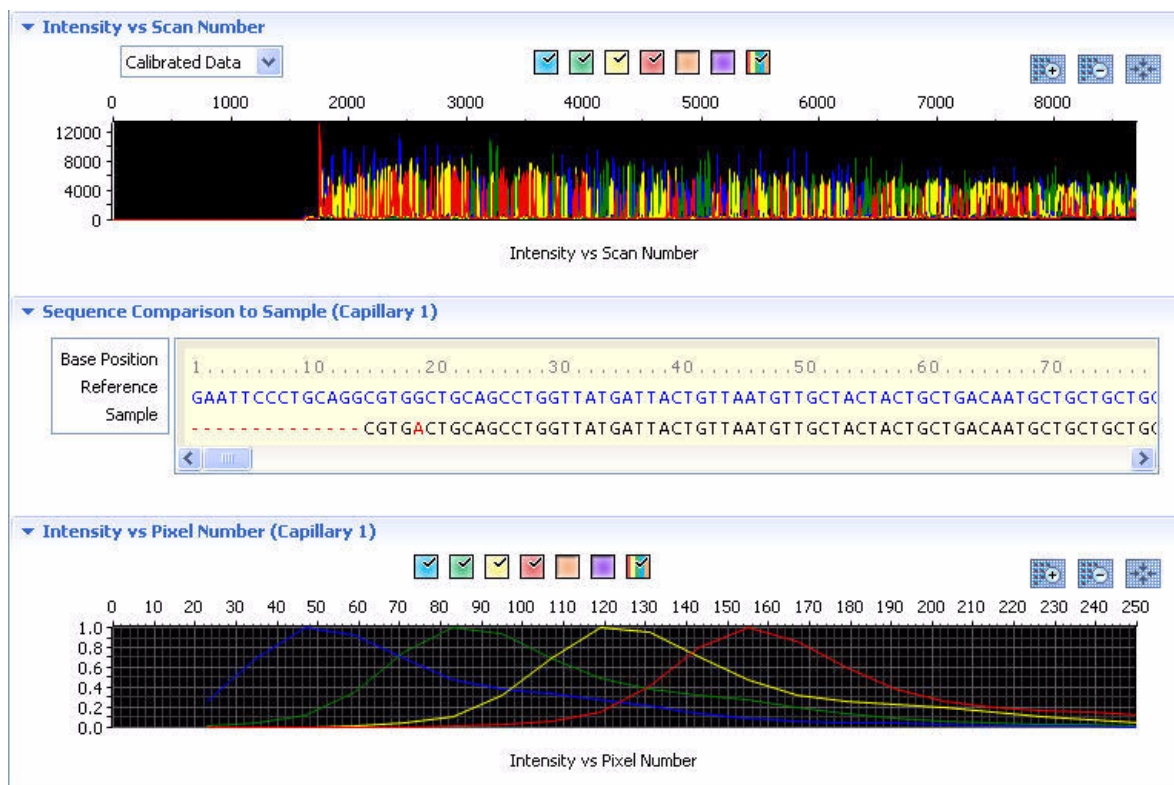 Intensity vs Scan Number
Calibrated Data
0 1000 2000 3000 4000 5000 6000 7000 8000
12000
8000
4000
0
Intensity vs Scan Number
Sequence Comparison to Sample (Capillary 1)
Base Position 1........10........20........30........40........50........60........70........
Reference GAATTCCCTGCAGGCGTGGCTGCAGCCTGGTTATGATTACTGTTAATGTTGCTACTACTGCTGACAATGCTGCTGCTGC
Sample --------------CGTGACTGCAGCCTGGTTATGATTACTGTTAATGTTGCTACTACTGCTGACAATGCTGCTGCTGC
Intensity vs Pixel Number (Capillary 1)
0 10 20 30 40 50 60 70 80 90 100 110 120 130 140 150 160 170 180 190 200 210 220 230 240 250
1.0
0.8
0.6
0.4
0.2
0.0
Intensity vs Pixel Number